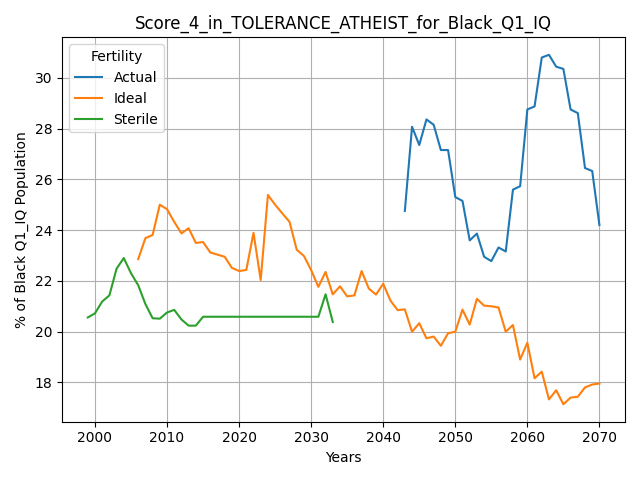 Score_4_in_TOLERANCE_ATHEIST_for_Black_Q1_IQ
Fertility
Actual
Ideal
Sterile
% of Black Q1_IQ Population
30
28
26
24
22
20
18
2000 2010 2020 2030 2040 2050 2060 2070
Years